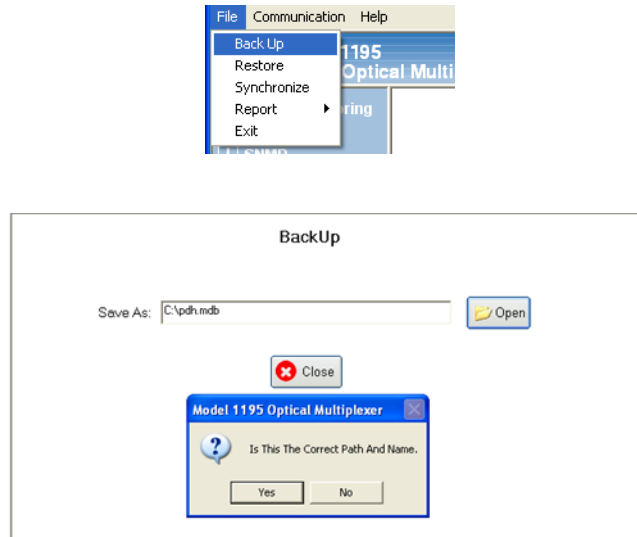 File Communication Help
Back Up
1195
Restore
Optical Multi
Synchronize
Report
ring
Exit
SNMP
BackUp
Save As: C:\pdh.mdb Open
Close
Model 1195 Optical Multiplexer
Is This The Correct Path And Name.
Yes No